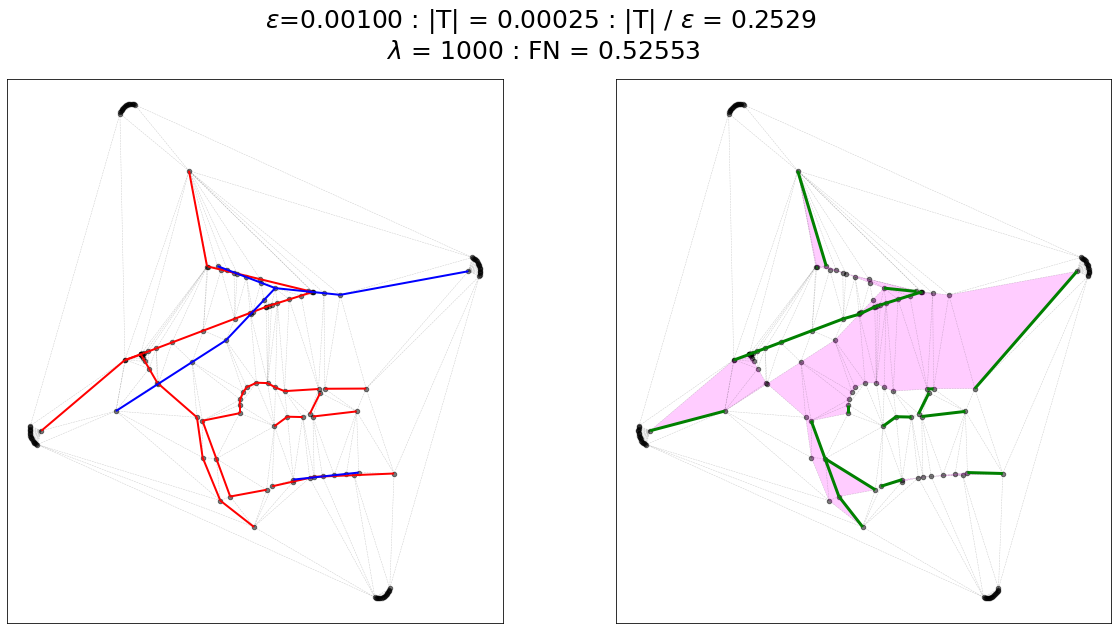 ε=0.00100 : |T| = 0.00025 : |T| / ε = 0.2529
λ = 1000 : FN = 0.52553